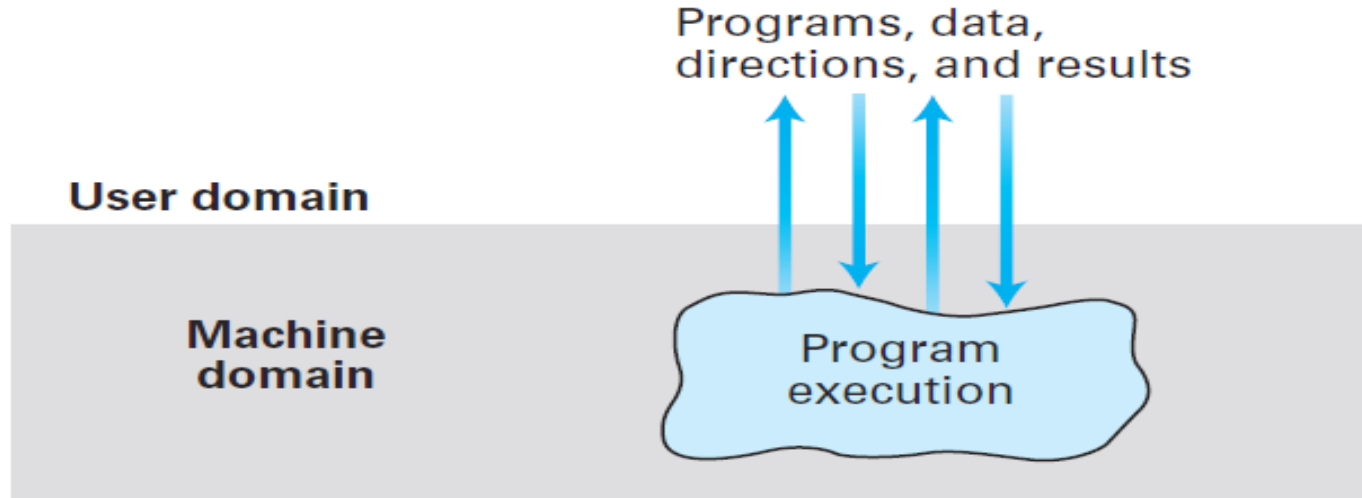 Programs, data,
directions, and results
User domain
Machine
domain
Program
execution